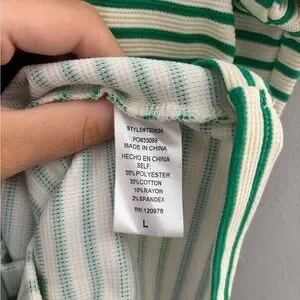 STYLE#T23024
PO#35099
MADE IN CHINA
HECHO EN CHINA
SELF:
58%POLYESTER
30%COTTON
10%RAYON
2%SPANDEX
RN:120978
L